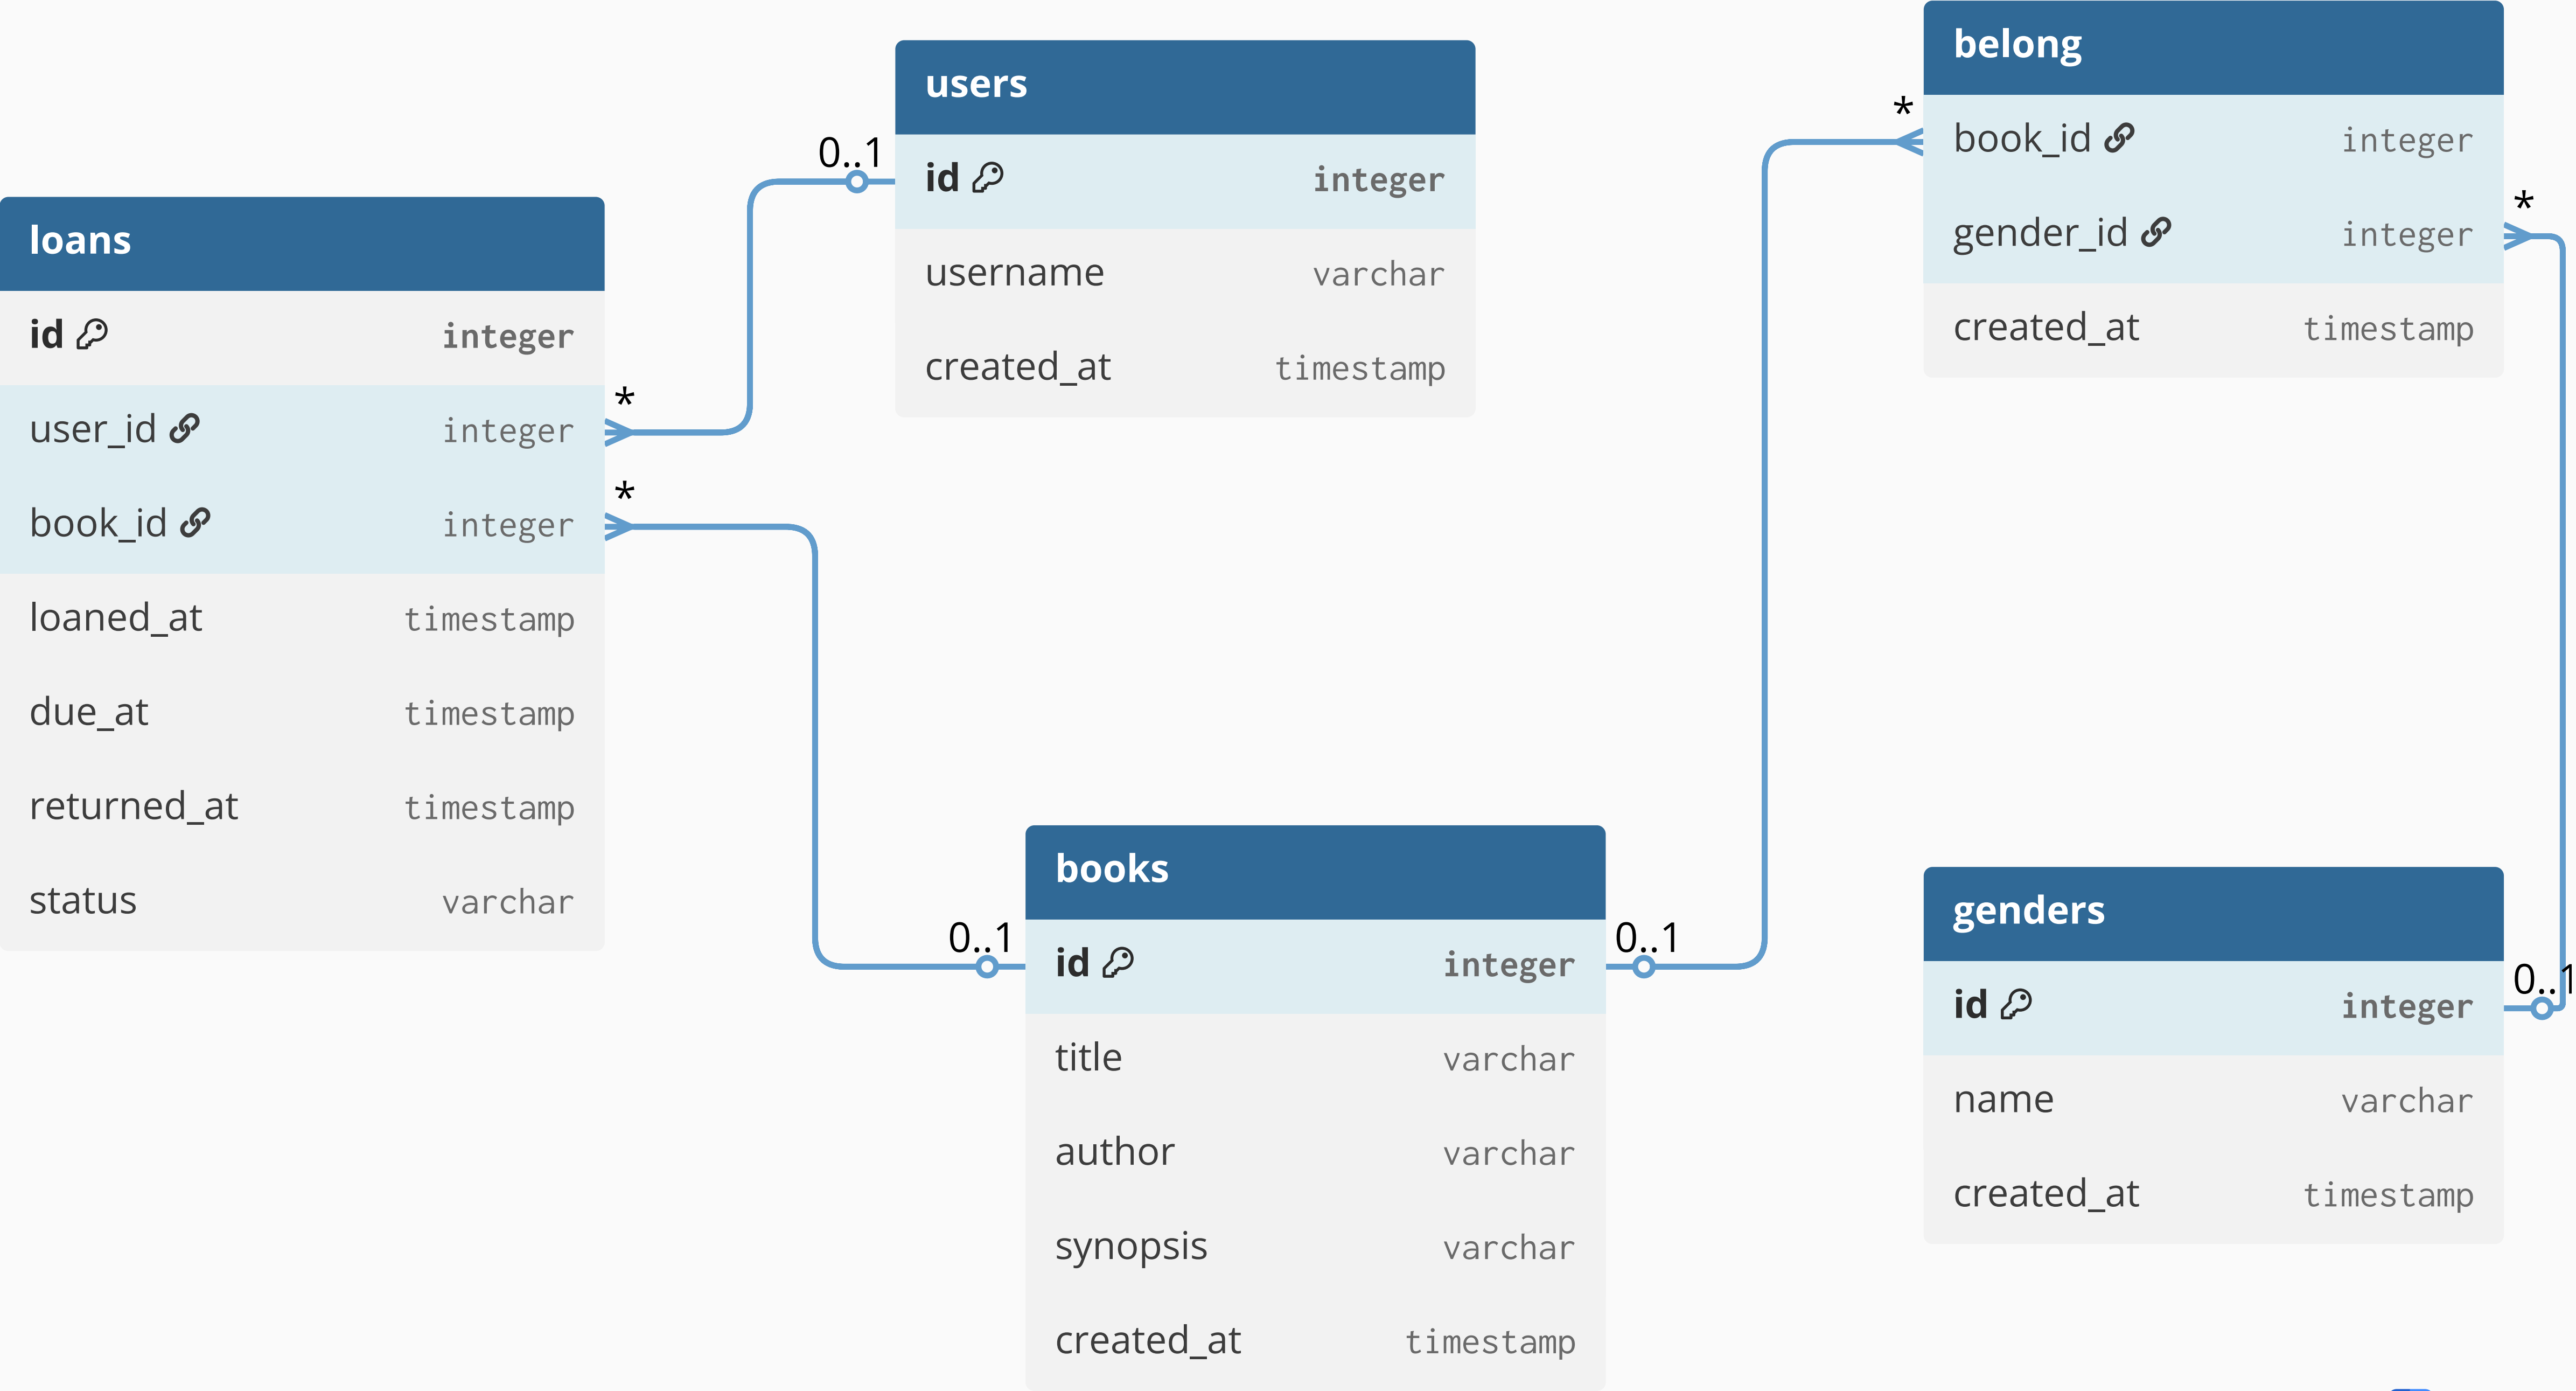 loans
id integer
user_id integer
book_id integer
loaned_at timestamp
due_at timestamp
returned_at timestamp
status varchar
*
*
0..1
users
id integer
username varchar
created_at timestamp
0..1
books
id integer
title varchar
author varchar
synopsis varchar
created_at timestamp
0..1
*
belong
book_id integer
gender_id integer
created_at timestamp
*
genders
id integer
name varchar
created_at timestamp
0..1